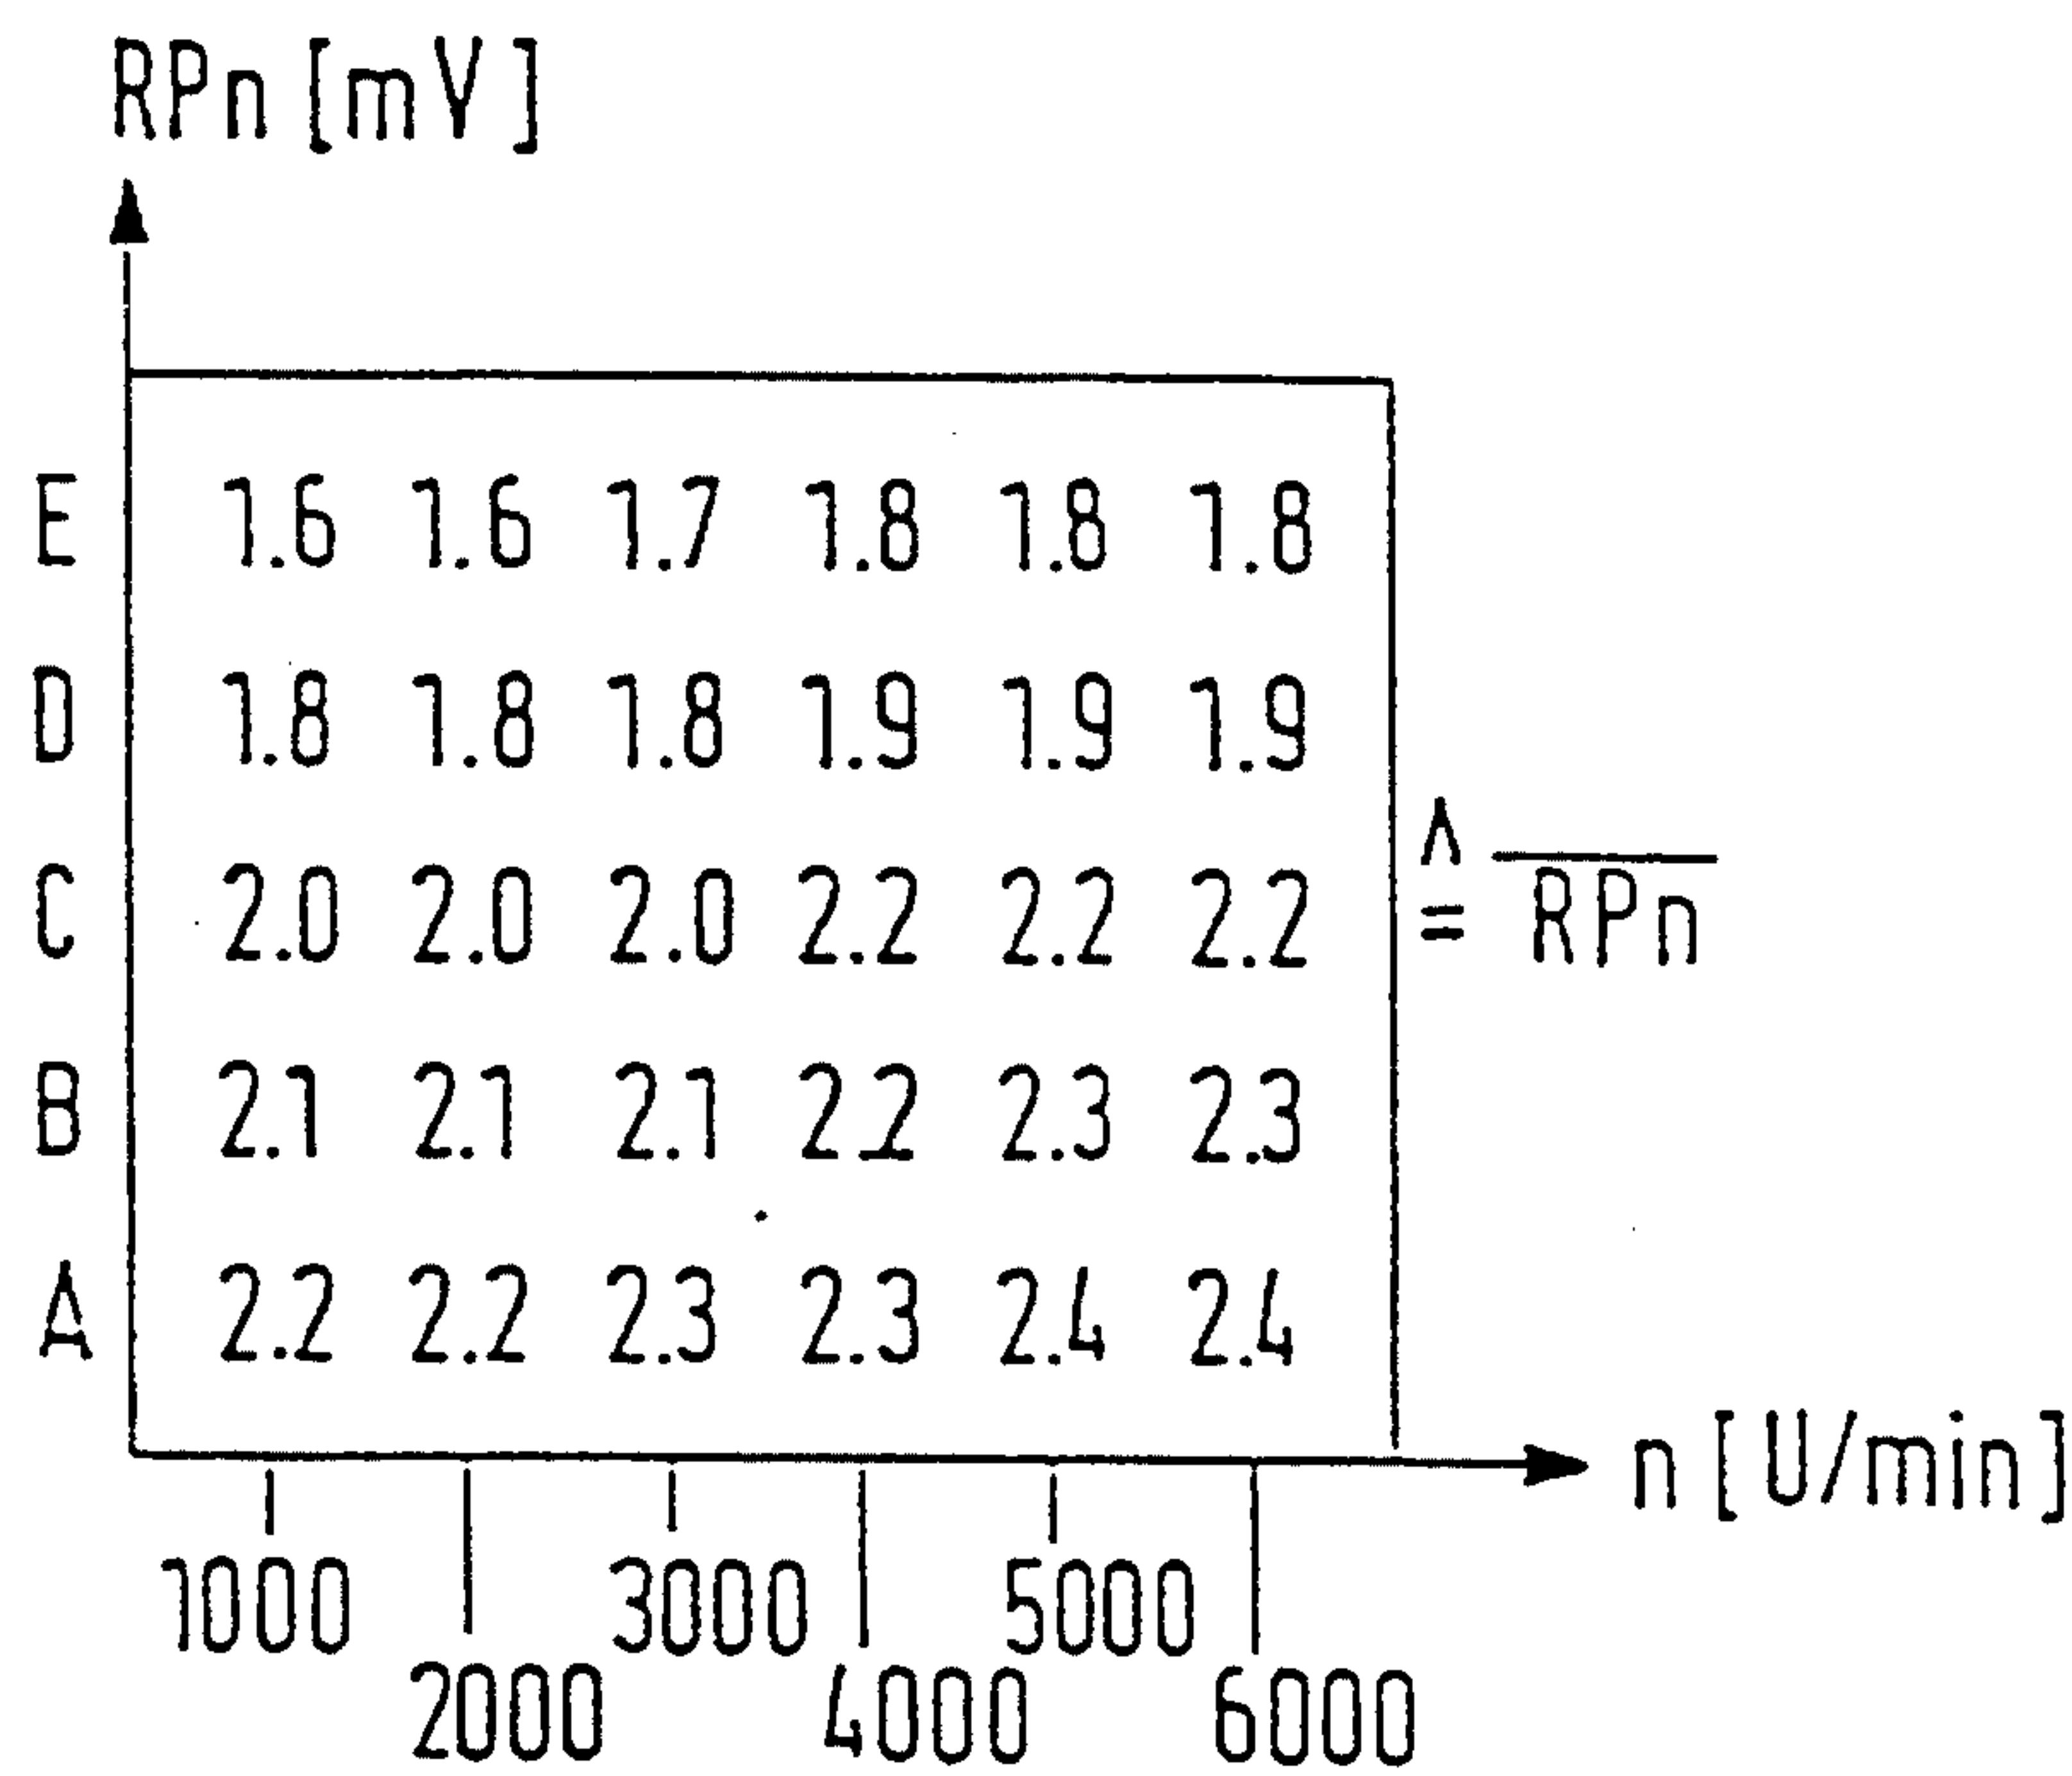 RPn [mV]
E 1.6 1.6 1.7 1.8 1.8 1.8
D 1.8 1.8 1.8 1.9 1.9 1.9
C 2.0 2.0 2.0 2.2 2.2 2.2
≙ R̅P̅n̅
B 2.1 2.1 2.1 2.2 2.3 2.3
A 2.2 2.2 2.3 2.3 2.4 2.4
n [U/min]
1000 3000 5000
2000 4000 6000